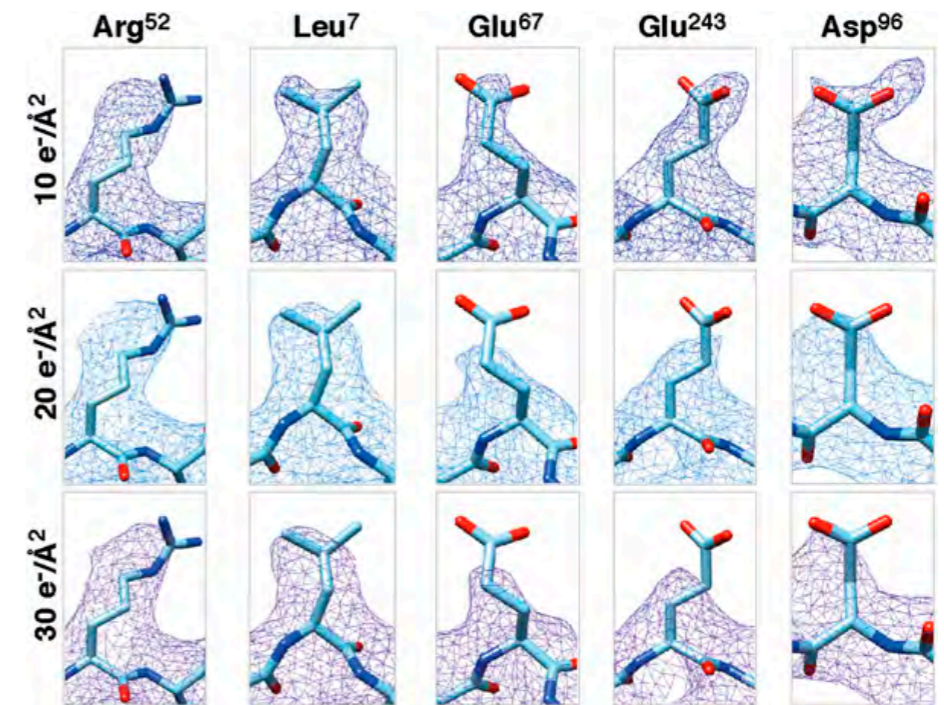 Arg⁵² Leu⁷ Glu⁶⁷ Glu²⁴³ Asp⁹⁶
10 e⁻/Å²
20 e⁻/Å²
30 e⁻/Å²